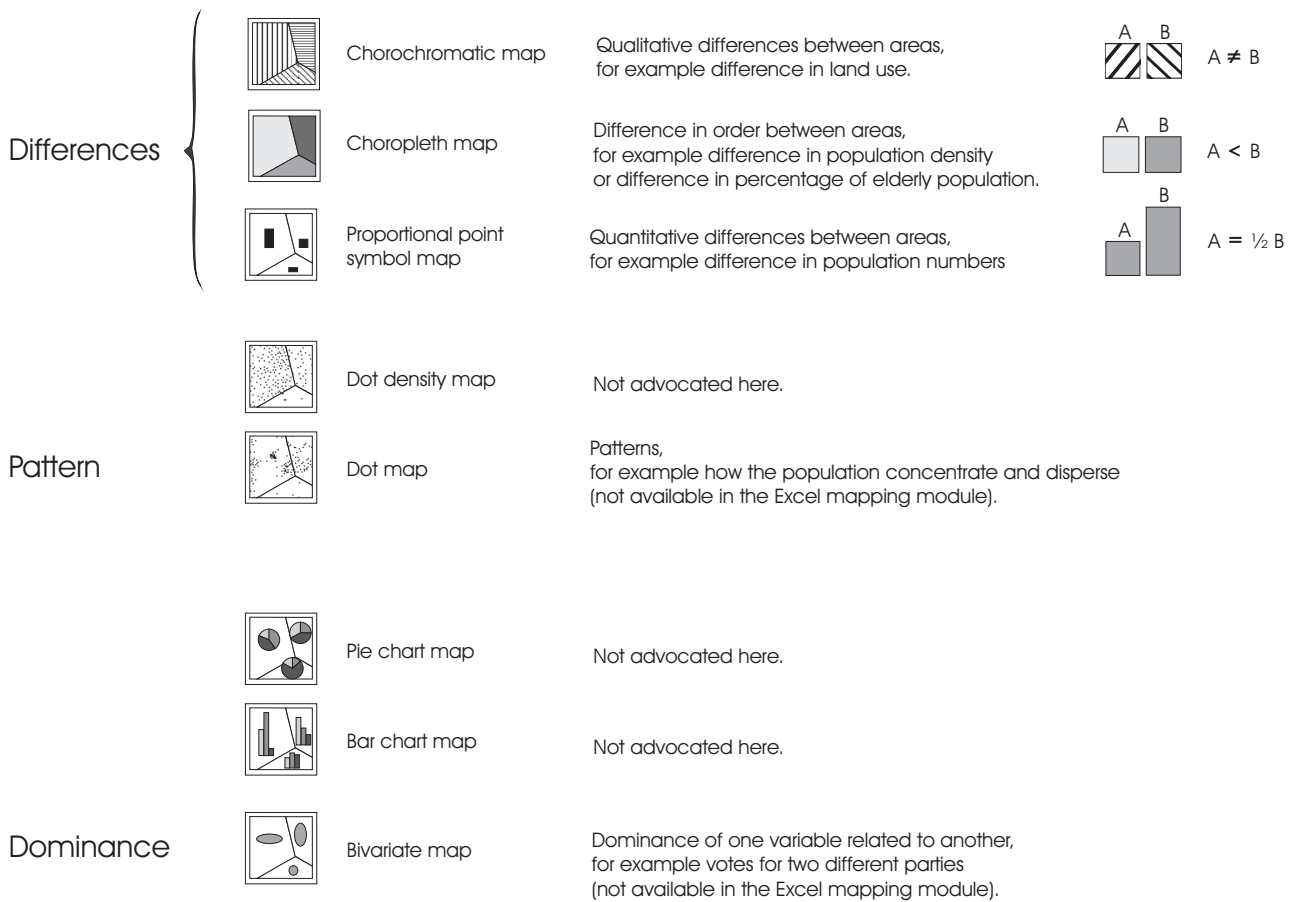 Differences
Chorochromatic map
Qualitative differences between areas,
for example difference in land use.
A B
A ≠ B
Choropleth map
Difference in order between areas,
for example difference in population density
or difference in percentage of elderly population.
A B
A < B
Proportional point
symbol map
Quantitative differences between areas,
for example difference in population numbers
A B
A = ½ B
Pattern
Dot density map
Not advocated here.
Dot map
Patterns,
for example how the population concentrate and disperse
(not available in the Excel mapping module).
Pie chart map
Not advocated here.
Bar chart map
Not advocated here.
Dominance
Bivariate map
Dominance of one variable related to another,
for example votes for two different parties
(not available in the Excel mapping module).